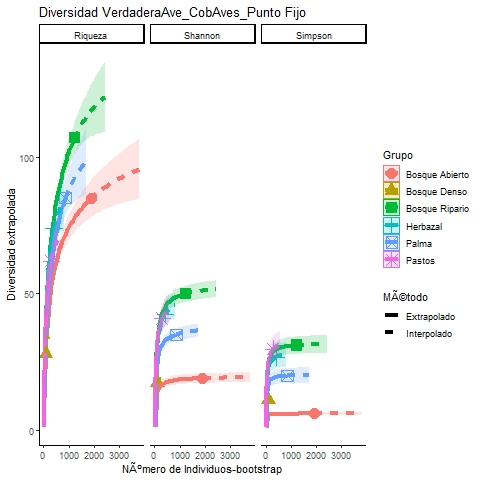 Diversidad VerdaderaAve_CobAves_Punto Fijo
Riqueza
Shannon
Simpson
Diversidad extrapolada
100
50
0
0 1000 2000 3000
0 1000 2000 3000
0 1000 2000 3000
NÃºmero de Individuos-bootstrap
Grupo
Bosque Abierto
Bosque Denso
Bosque Ripario
Herbazal
Palma
Pastos
MÃ©todo
Extrapolado
Interpolado